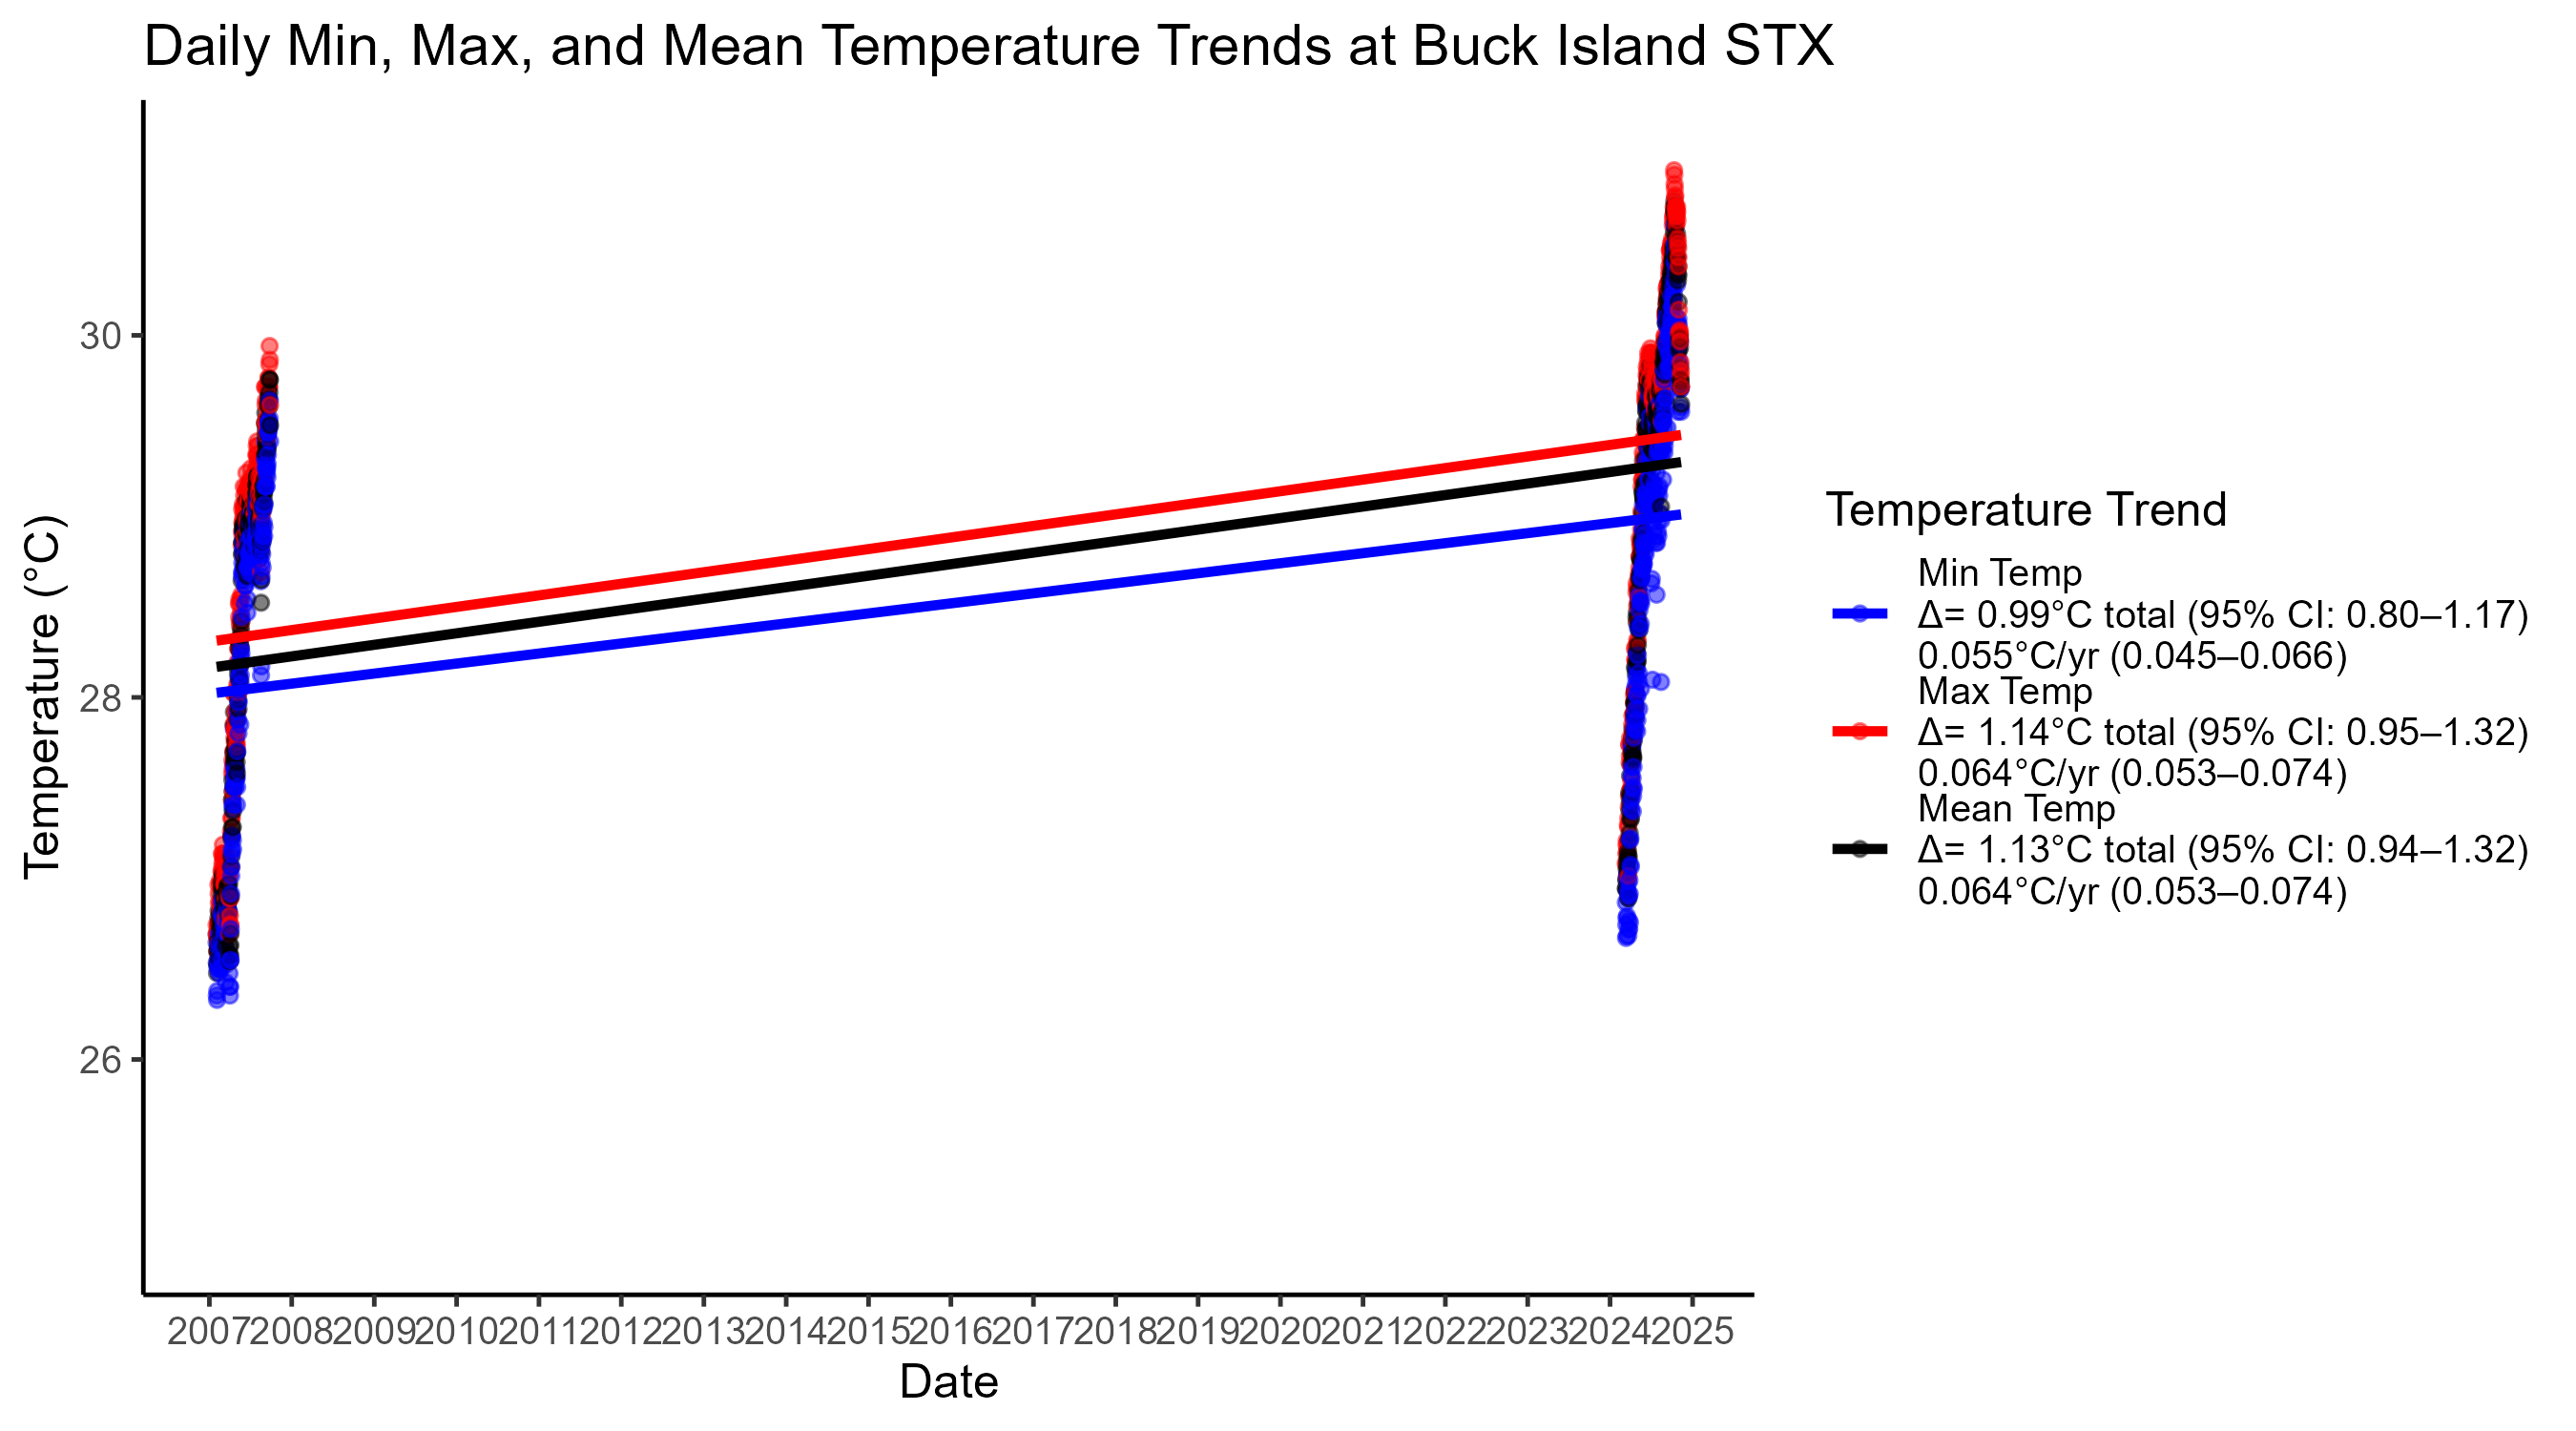 Daily Min, Max, and Mean Temperature Trends at Buck Island STX
Temperature (°C)
30
28
26
2007 2008 2009 2010 2011 2012 2013 2014 2015 2016 2017 2018 2019 2020 2021 2022 2023 2024 2025
Date
Temperature Trend
Min Temp
Δ= 0.99°C total (95% CI: 0.80–1.17)
0.055°C/yr (0.045–0.066)
Max Temp
Δ= 1.14°C total (95% CI: 0.95–1.32)
0.064°C/yr (0.053–0.074)
Mean Temp
Δ= 1.13°C total (95% CI: 0.94–1.32)
0.064°C/yr (0.053–0.074)